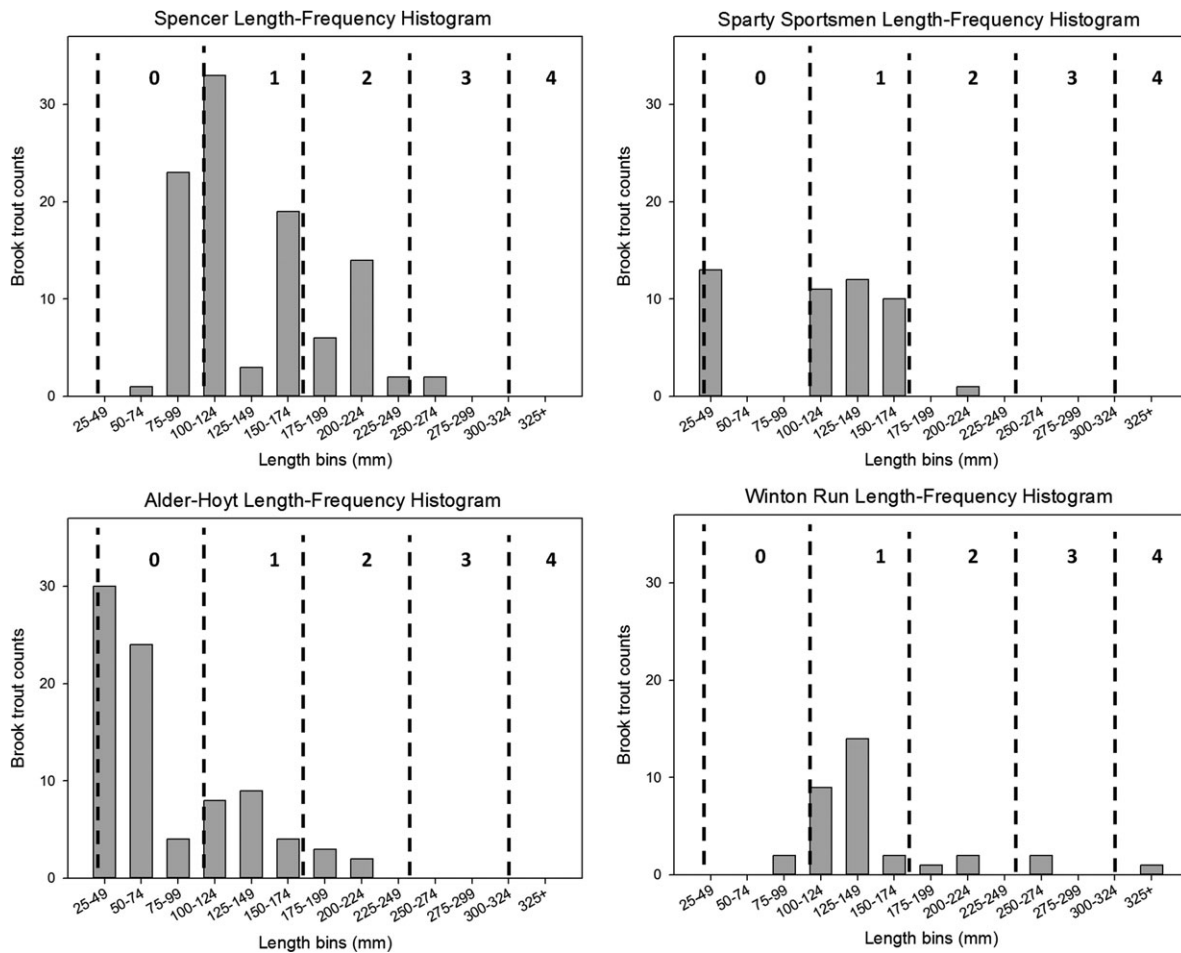 Spencer Length-Frequency Histogram
Brook trout counts
30
20
10
0
0 1 2 3 4
25-49 50-74 75-99 100-124 125-149 150-174 175-199 200-224 225-249 250-274 275-299 300-324 325+
Length bins (mm)
Sparty Sportsmen Length-Frequency Histogram
Brook trout counts
30
20
10
0
0 1 2 3 4
25-49 50-74 75-99 100-124 125-149 150-174 175-199 200-224 225-249 250-274 275-299 300-324 325+
Length bins (mm)
Alder-Hoyt Length-Frequency Histogram
Brook trout counts
30
20
10
0
0 1 2 3 4
25-49 50-74 75-99 100-124 125-149 150-174 175-199 200-224 225-249 250-274 275-299 300-324 325+
Length bins (mm)
Winton Run Length-Frequency Histogram
Brook trout counts
30
20
10
0
0 1 2 3 4
25-49 50-74 75-99 100-124 125-149 150-174 175-199 200-224 225-249 250-274 275-299 300-324 325+
Length bins (mm)